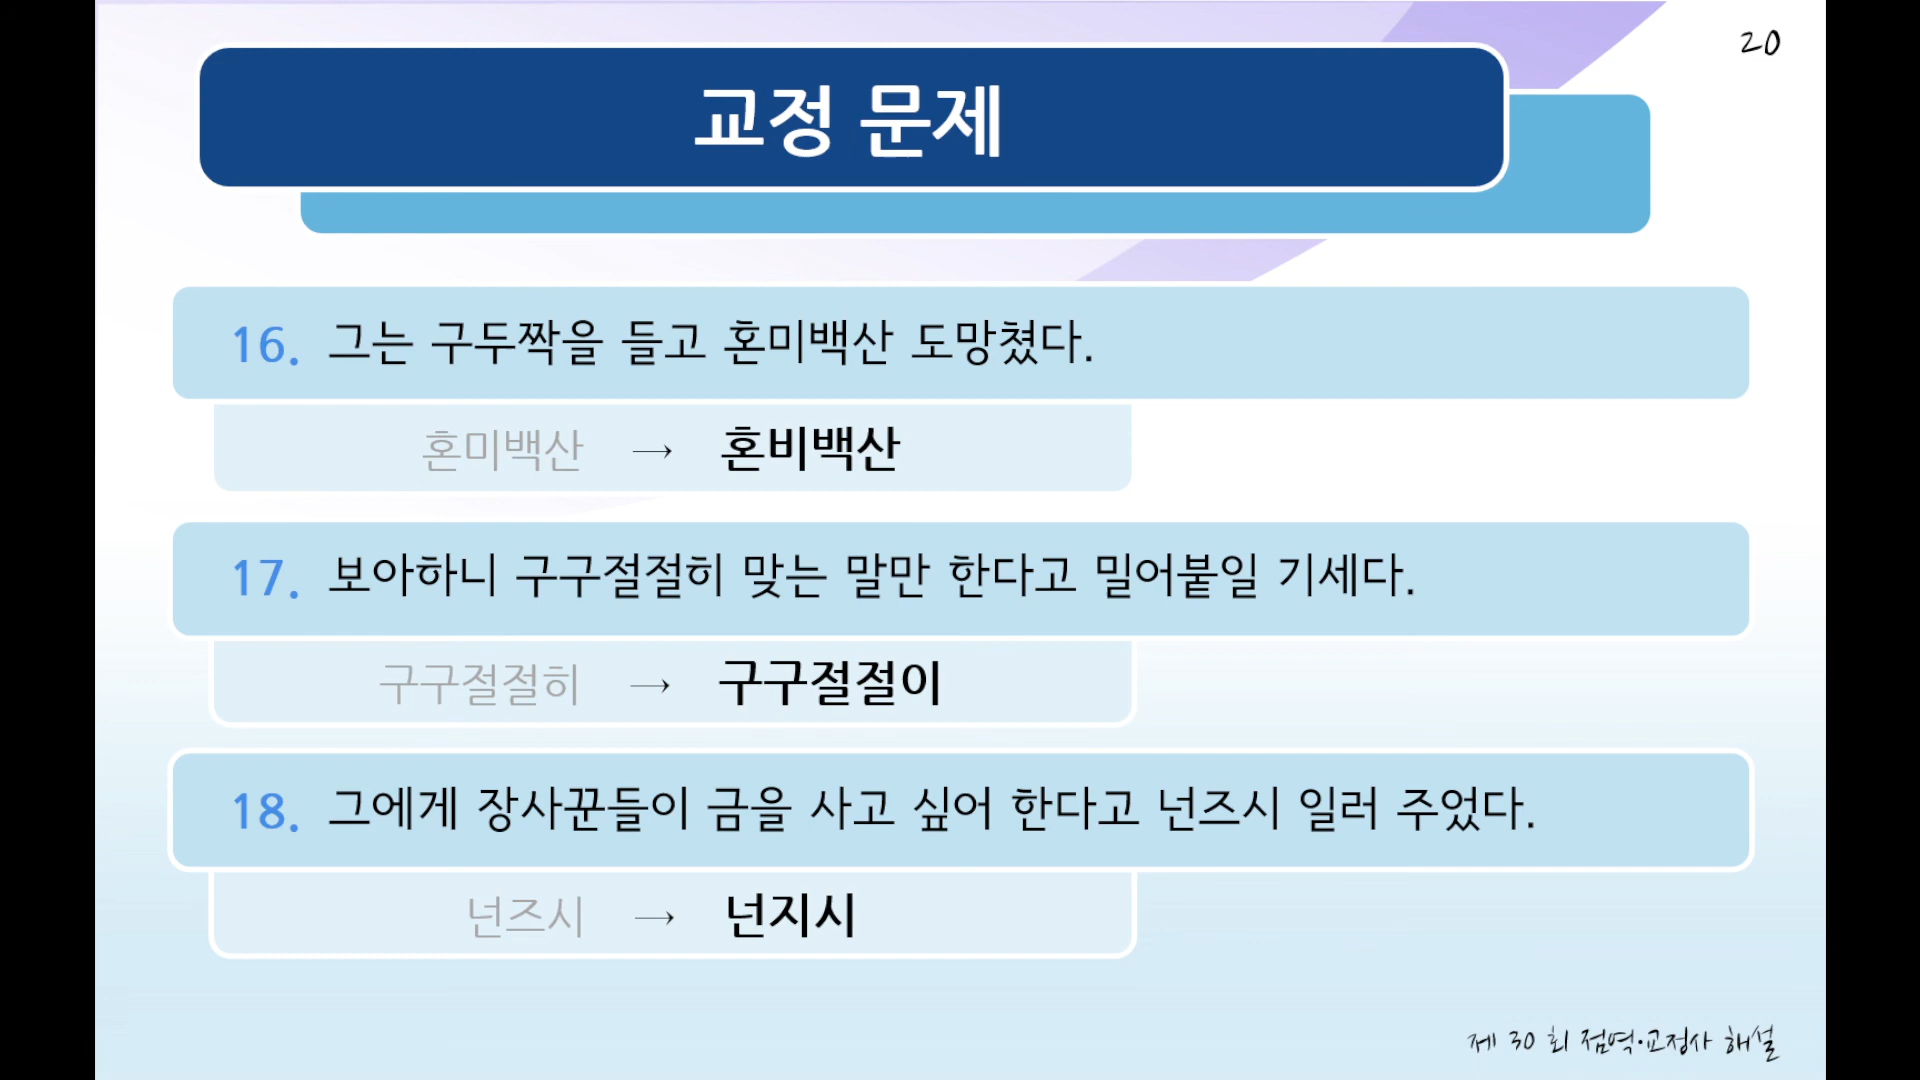 20
교정 문제
16. 그는 구두짝을 들고 혼미백산 도망쳤다.
혼미백산 → 혼비백산
17. 보아하니 구구절절히 맞는 말만 한다고 밀어붙일 기세다.
구구절절히 → 구구절절이
18. 그에게 장사꾼들이 금을 사고 싶어 한다고 넌즈시 일러 주었다.
넌즈시 → 넌지시
제 30 회 점역·교정사 해설